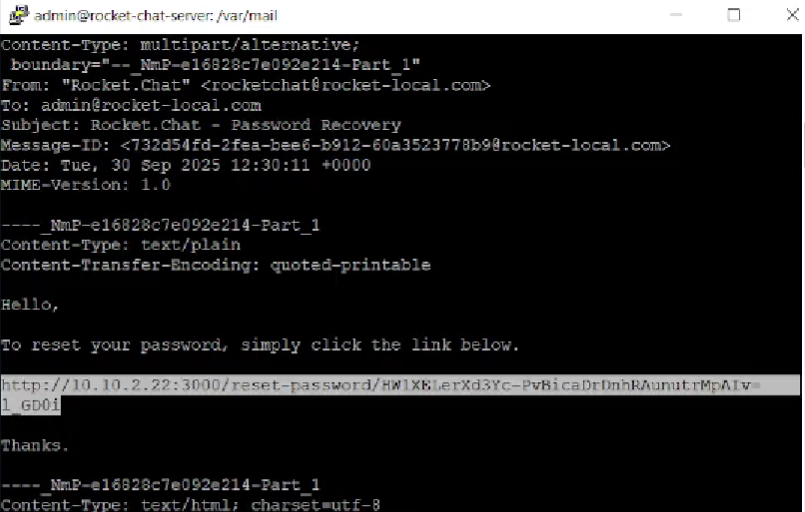 admin@rocket-chat-server: /var/mail
Content-Type: multipart/alternative;
 boundary="--_NmP-e16828c7e092e214-Part_1"
From: "Rocket.Chat" <rocketchat@rocket-local.com>
To: admin@rocket-local.com
Subject: Rocket.Chat - Password Recovery
Message-ID: <732d54fd-2fea-bee6-b912-60a3523778b9@rocket-local.com>
Date: Tue, 30 Sep 2025 12:30:11 +0000
MIME-Version: 1.0
----_NmP-e16828c7e092e214-Part_1
Content-Type: text/plain
Content-Transfer-Encoding: quoted-printable
Hello,
To reset your password, simply click the link below.
http://10.10.2.22:3000/reset-password/HW1XELerXd3Yc-PvBicaDrDnhRAunutrMpAIv=
l_GD0i
Thanks.
----_NmP-e16828c7e092e214-Part_1
Content-Type: text/html; charset=utf-8